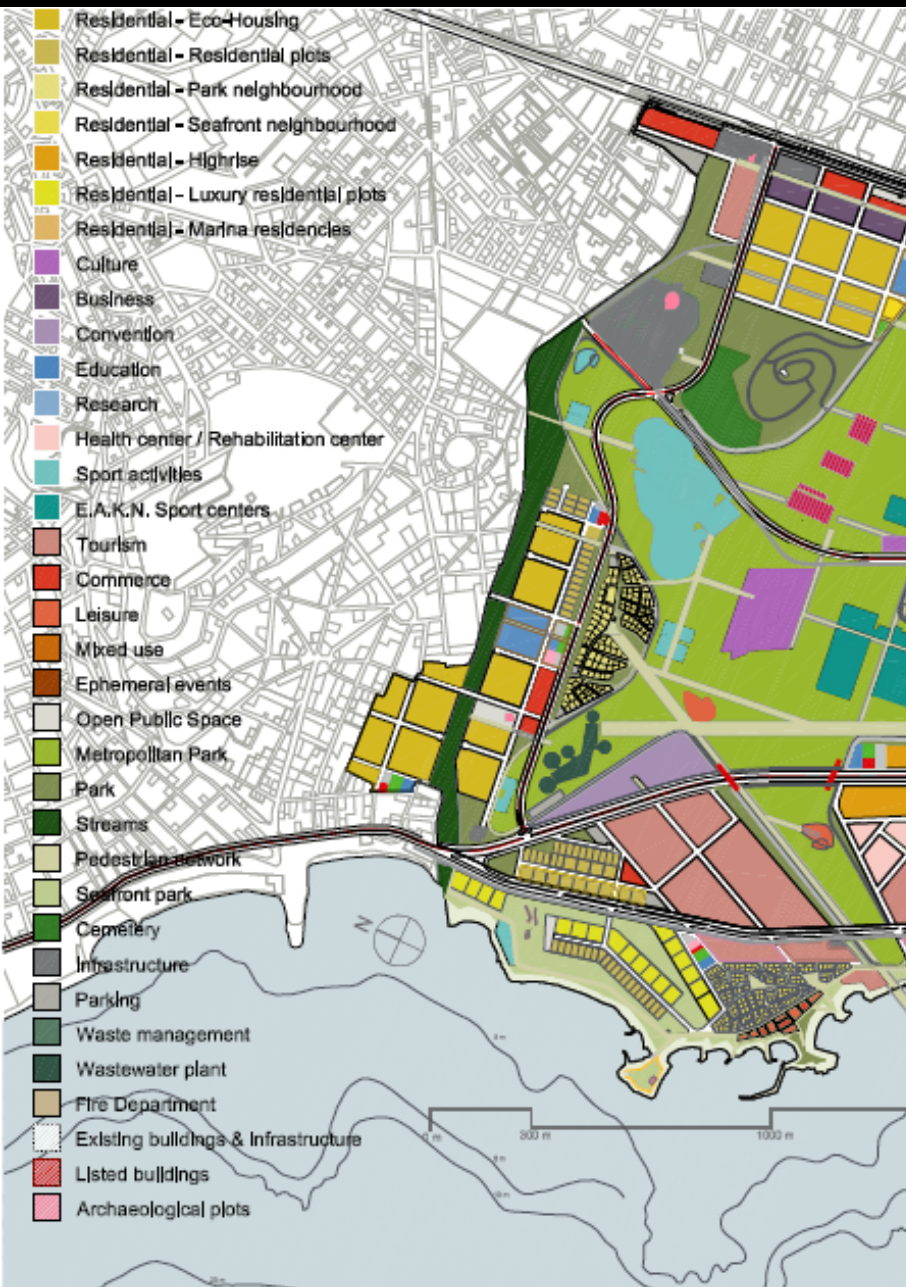 Residential - Eco-Housing
Residential - Residential plots
Residential - Park neighbourhood
Residential - Seafront neighbourhood
Residential - Highrise
Residential - Luxury residential plots
Residential - Marina residencies
Culture
Business
Convention
Education
Research
Health center / Rehabilitation center
Sport activities
E.A.K.N. Sport centers
Tourism
Commerce
Leisure
Mixed use
Ephemeral events
Open Public Space
Metropolitan Park
Park
Streams
Pedestrian network
Seafront park
Cemetery
Infrastructure
Parking
Waste management
Wastewater plant
Fire Department
Existing buildings & Infrastructure
Listed buildings
Archaeological plots
N
0 m
300 m
1000 m